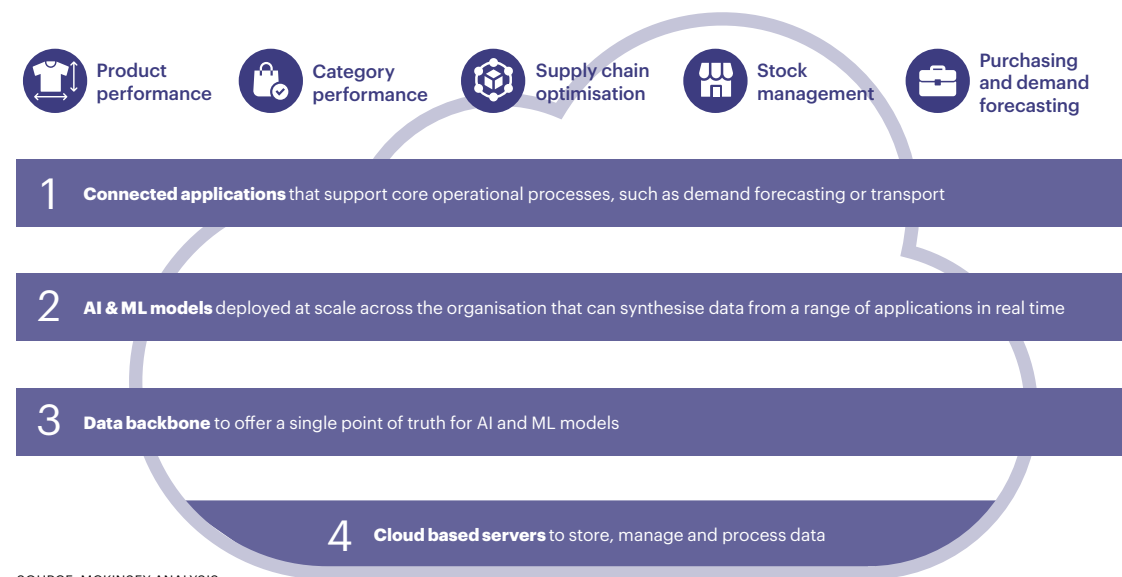 Product
performance
Category
performance
Supply chain
optimisation
Stock
management
Purchasing
and demand
forecasting
1 Connected applications that support core operational processes, such as demand forecasting or transport
2 AI & ML models deployed at scale across the organisation that can synthesise data from a range of applications in real time
3 Data backbone to offer a single point of truth for AI and ML models
4 Cloud based servers to store, manage and process data
SOURCE: MCKINSEY ANALYSIS